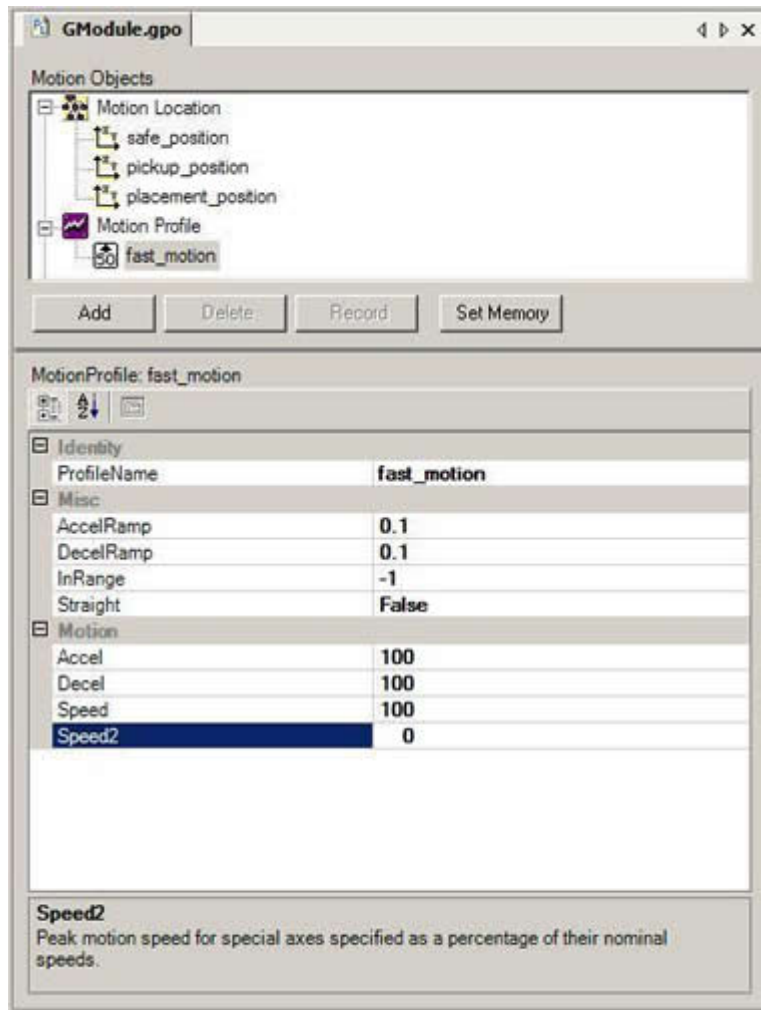 GModule.gpo
Motion Objects
Motion Location
safe_position
pickup_position
placement_position
Motion Profile
fast_motion
Add Delete Record Set Memory
MotionProfile: fast_motion
Identity
ProfileName fast_motion
Misc
AccelRamp 0.1
DecelRamp 0.1
InRange -1
Straight False
Motion
Accel 100
Decel 100
Speed 100
Speed2 0
Speed2
Peak motion speed for special axes specified as a percentage of their nominal
speeds.